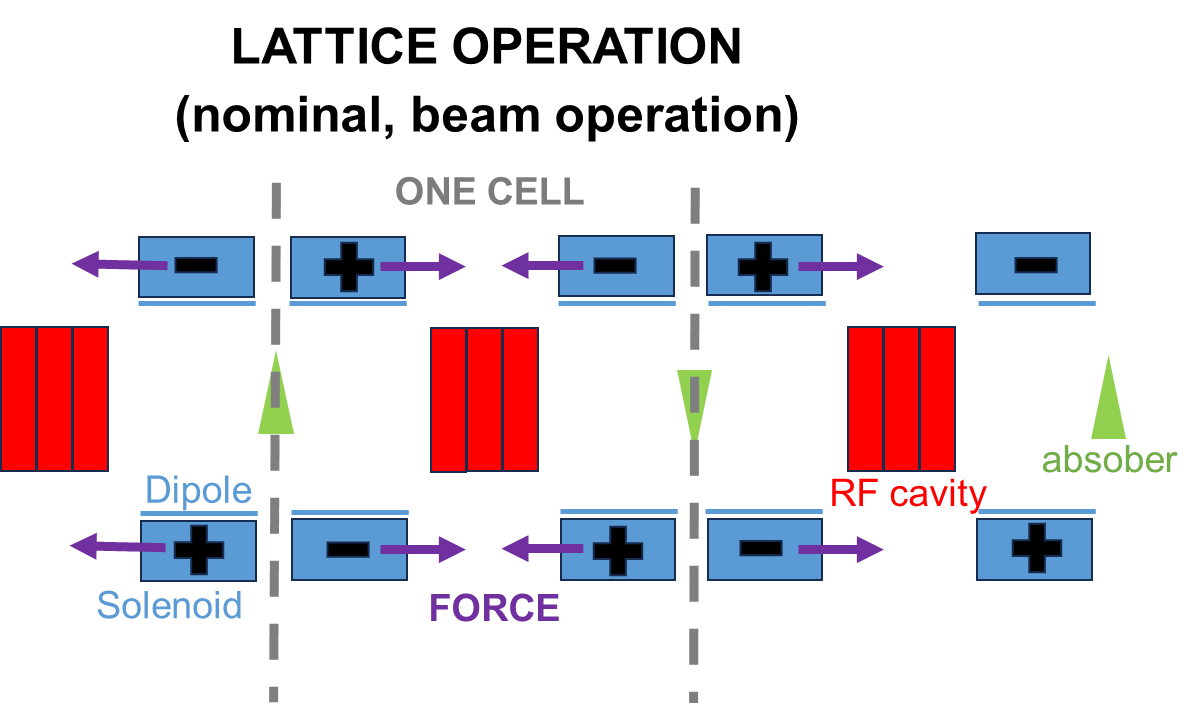 LATTICE OPERATION
(nominal, beam operation)
ONE CELL
- + - + -
absober
Dipole
RF cavity
+ - + - +
Solenoid
FORCE